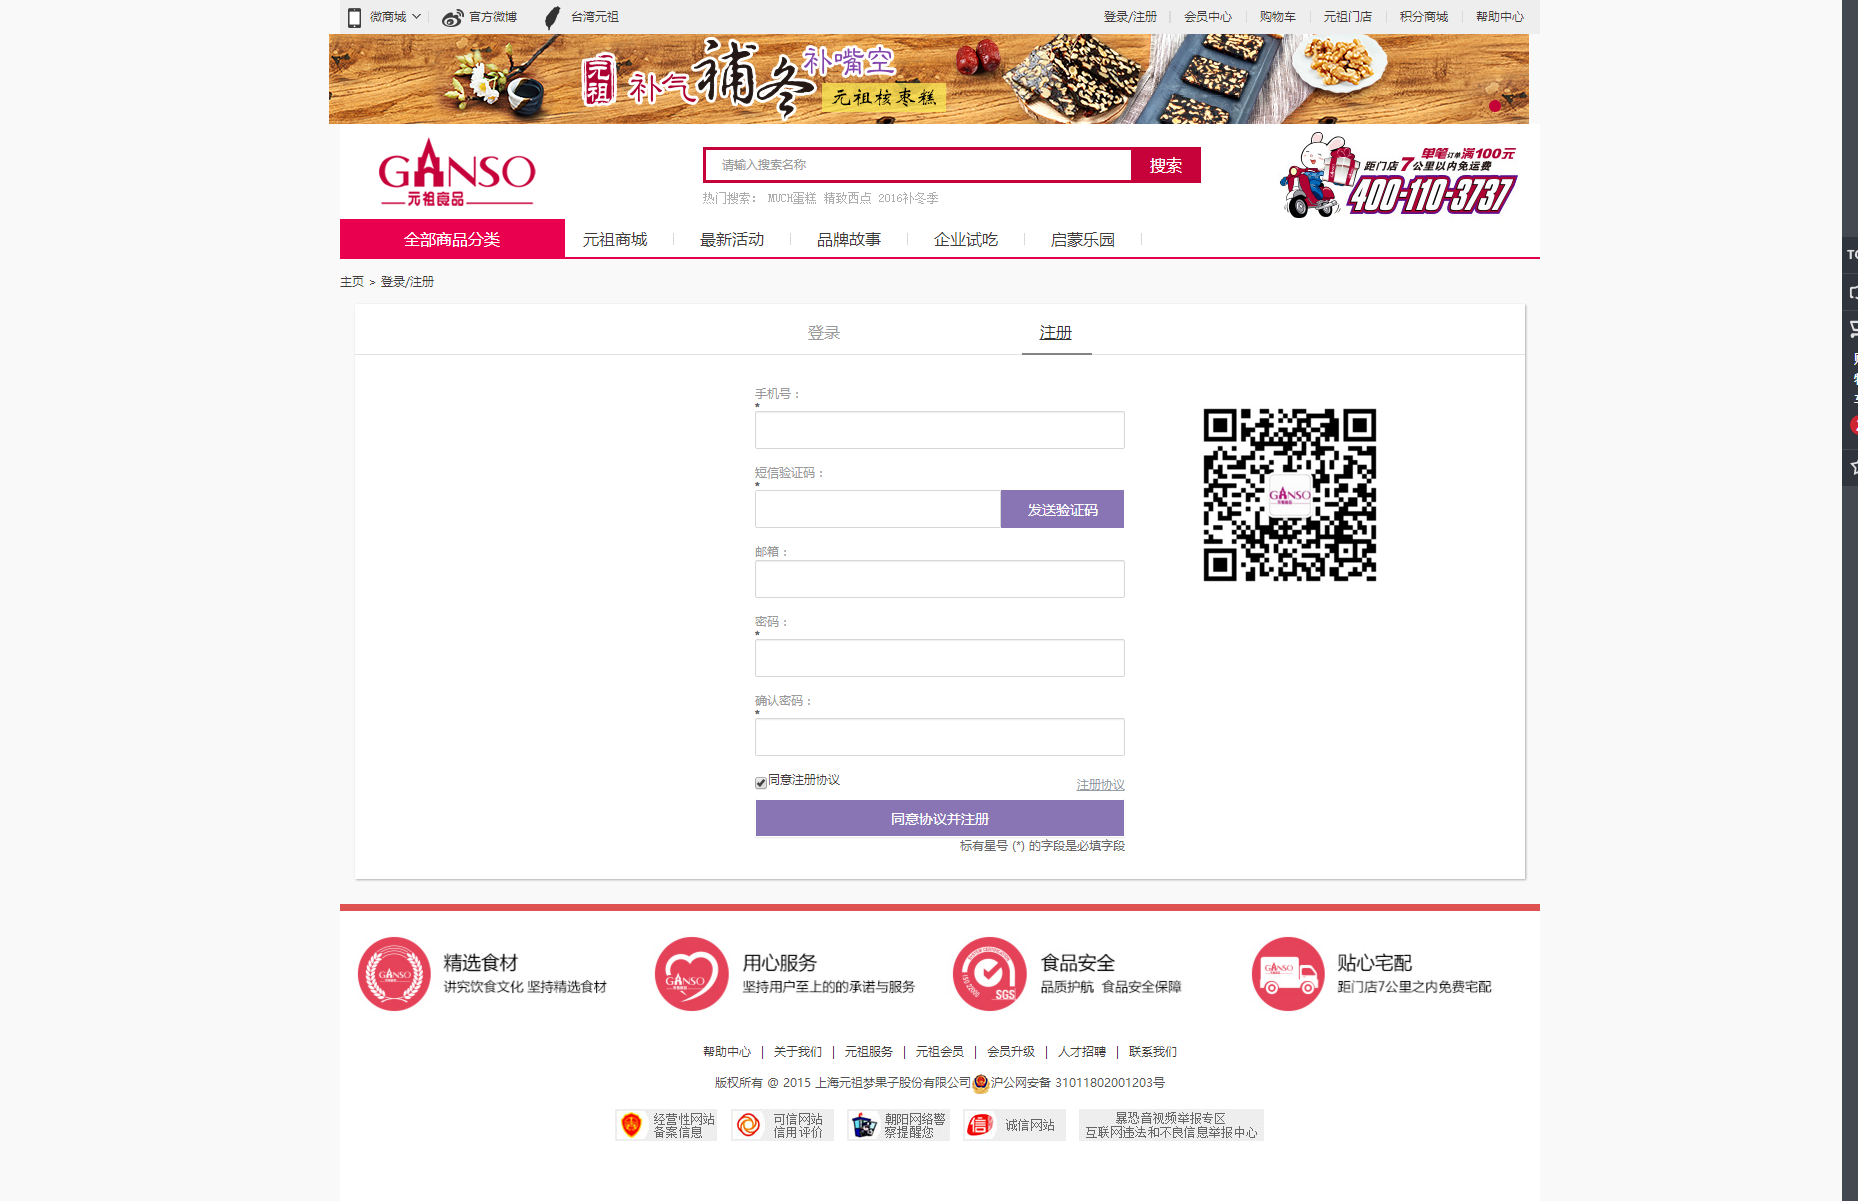 微商城 官方微博 台湾元祖 登录/注册 会员中心 购物车 元祖门店 积分商城 帮助中心
元祖 补气 補冬 补嘴空
元祖核枣糕
GANSO
元祖食品
请输入搜索名称 搜索
热门搜索: MUCH蛋糕 精致西点 2016补冬季
单笔订单满100元
距门店7公里以内免运费
400-110-3737
全部商品分类 元祖商城 最新活动 品牌故事 企业试吃 启蒙乐园
主页 > 登录/注册
登录 注册
手机号：
*
短信验证码：
*
发送验证码
邮箱：
密码：
*
确认密码：
*
GANSO
同意注册协议 注册协议
同意协议并注册
标有星号 (*) 的字段是必填字段
精选食材 用心服务 食品安全 贴心宅配
讲究饮食文化 坚持精选食材 坚持用户至上的的承诺与服务 品质护航 食品安全保障 距门店7公里之内免费宅配
GANSO GANSO ISO 22000 SGS GANSO
帮助中心 | 关于我们 | 元祖服务 | 元祖会员 | 会员升级 | 人才招聘 | 联系我们
版权所有 @ 2015 上海元祖梦果子股份有限公司 沪公网安备 31011802001203号
经营性网站 可信网站 朝阳网络警 信 诚信网站 暴恐音视频举报专区
备案信息 信用评价 察提醒您 互联网违法和不良信息举报中心